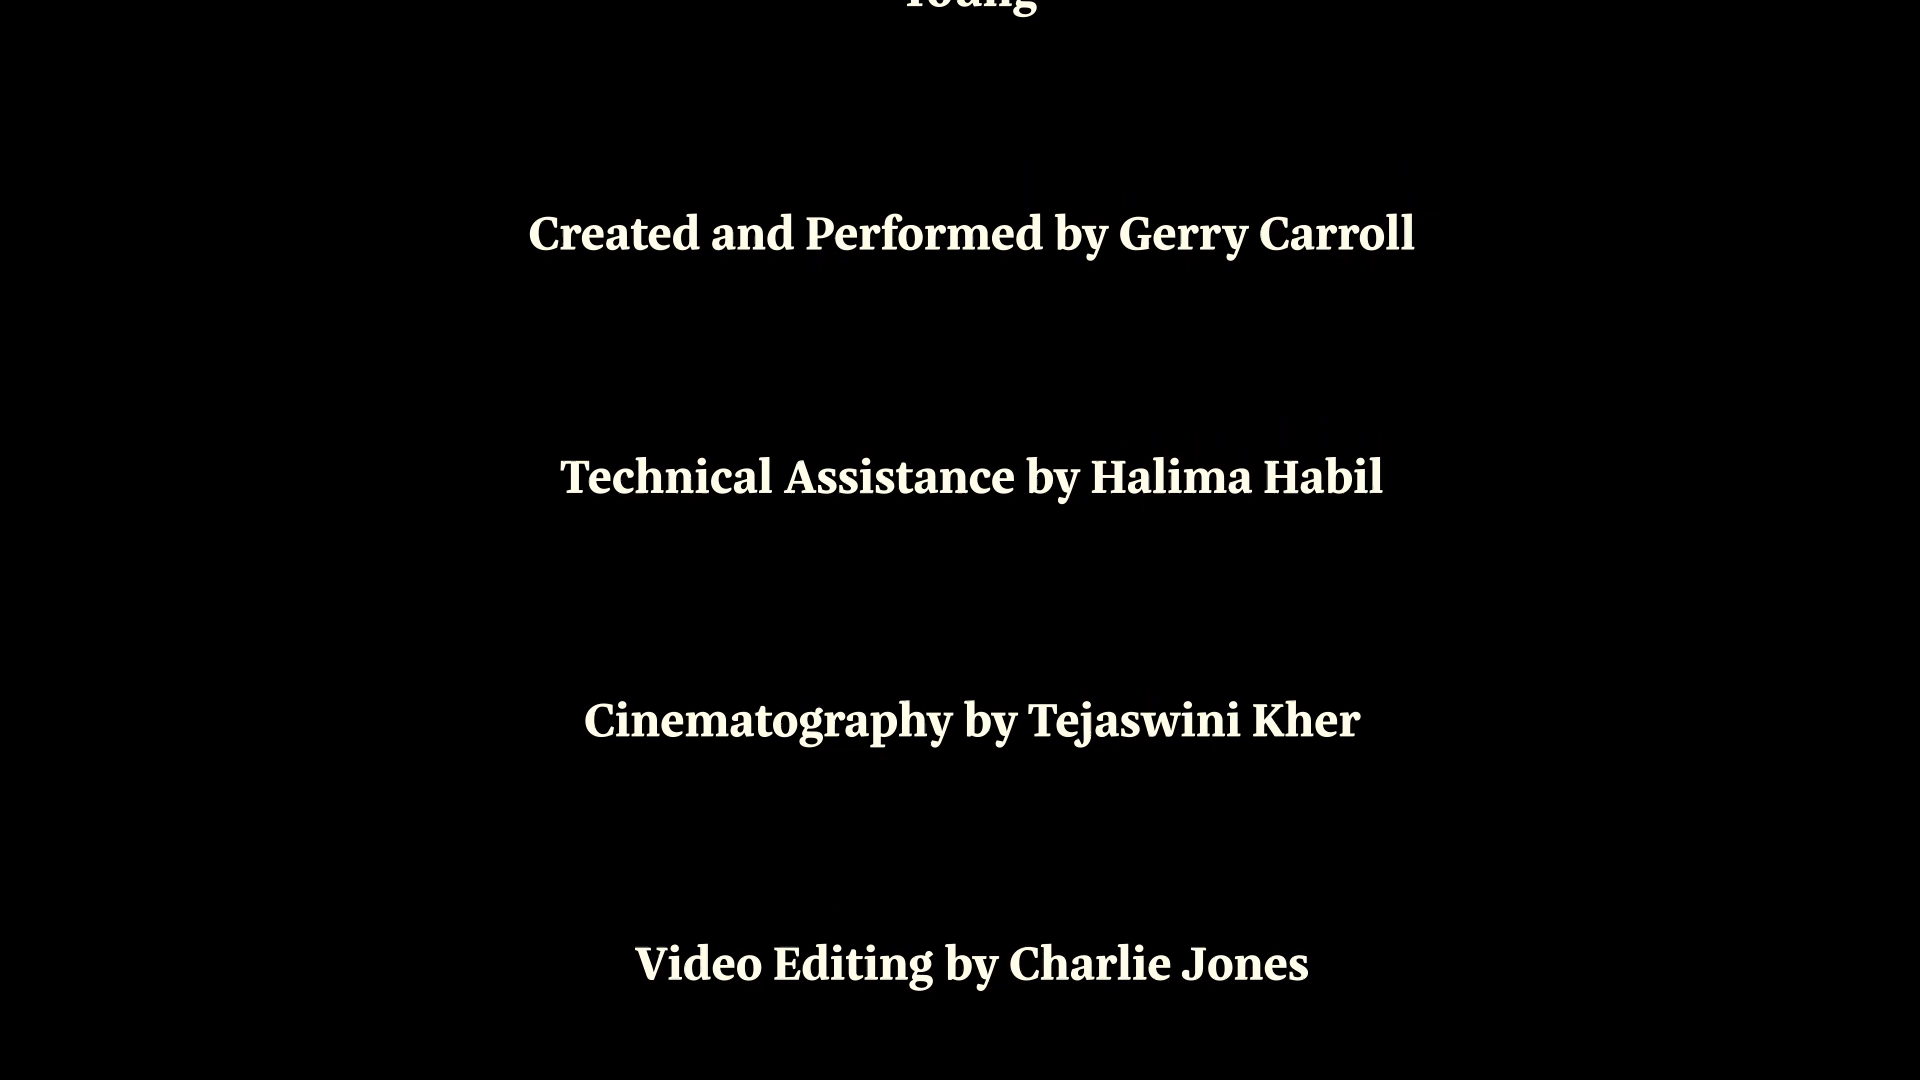 Young
Created and Performed by Gerry Carroll
Technical Assistance by Halima Habil
Cinematography by Tejaswini Kher
Video Editing by Charlie Jones